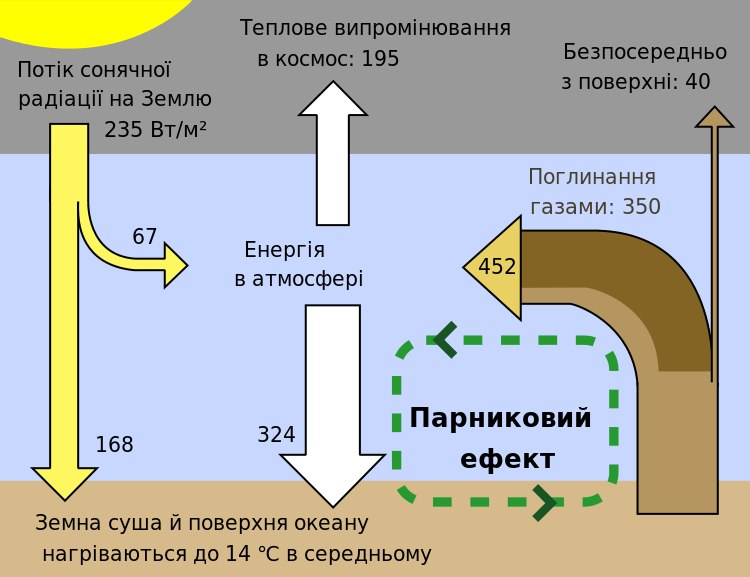 Теплове випромінювання
в космос: 195
Безпосередньо
з поверхні: 40
Потік сонячної
радіації на Землю
235 Вт/м²
Поглинання
газами: 350
67
Енергія
в атмосфері
452
Парниковий
ефект
168
324
Земна суша й поверхня океану
нагріваються до 14 ℃ в середньому